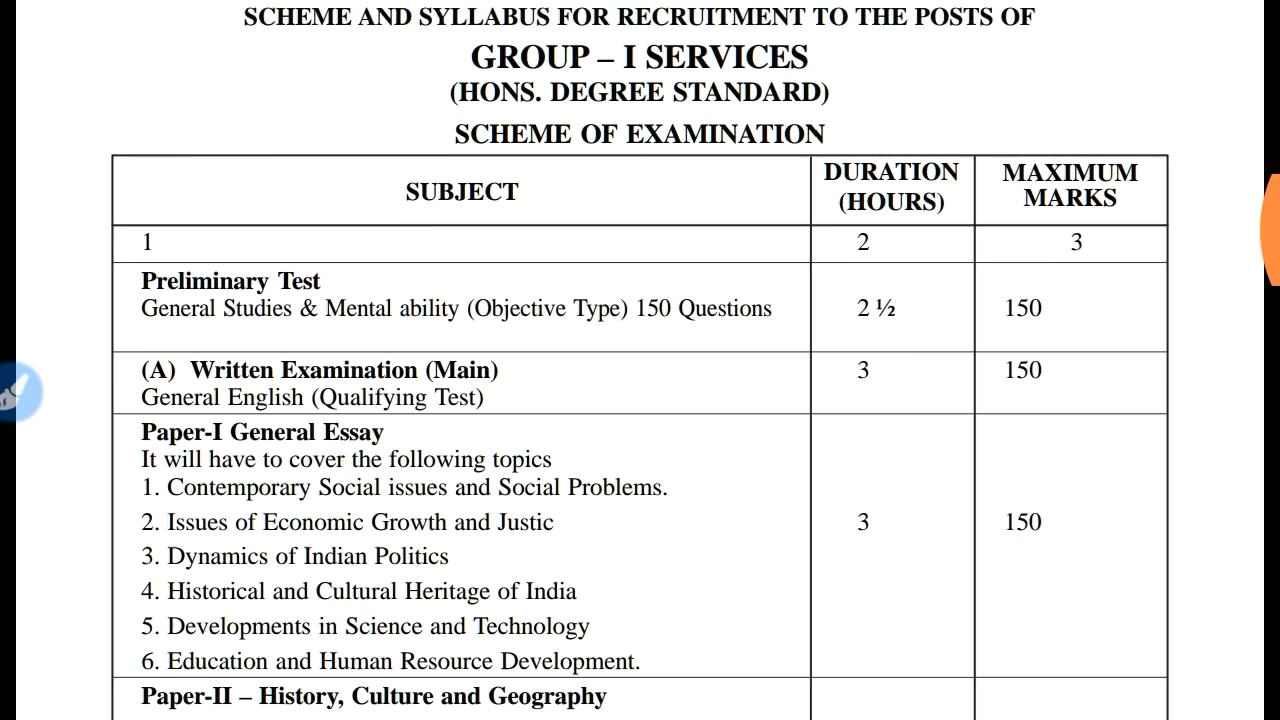 SCHEME AND SYLLABUS FOR RECRUITMENT TO THE POSTS OF
GROUP – I SERVICES
(HONS. DEGREE STANDARD)
SCHEME OF EXAMINATION
SUBJECT
DURATION
(HOURS)
MAXIMUM
MARKS
1 2 3
Preliminary Test
General Studies & Mental ability (Objective Type) 150 Questions 2 ½ 150
(A) Written Examination (Main) 3 150
General English (Qualifying Test)
Paper-I General Essay
It will have to cover the following topics
1. Contemporary Social issues and Social Problems.
2. Issues of Economic Growth and Justic 3 150
3. Dynamics of Indian Politics
4. Historical and Cultural Heritage of India
5. Developments in Science and Technology
6. Education and Human Resource Development.
Paper-II – History, Culture and Geography